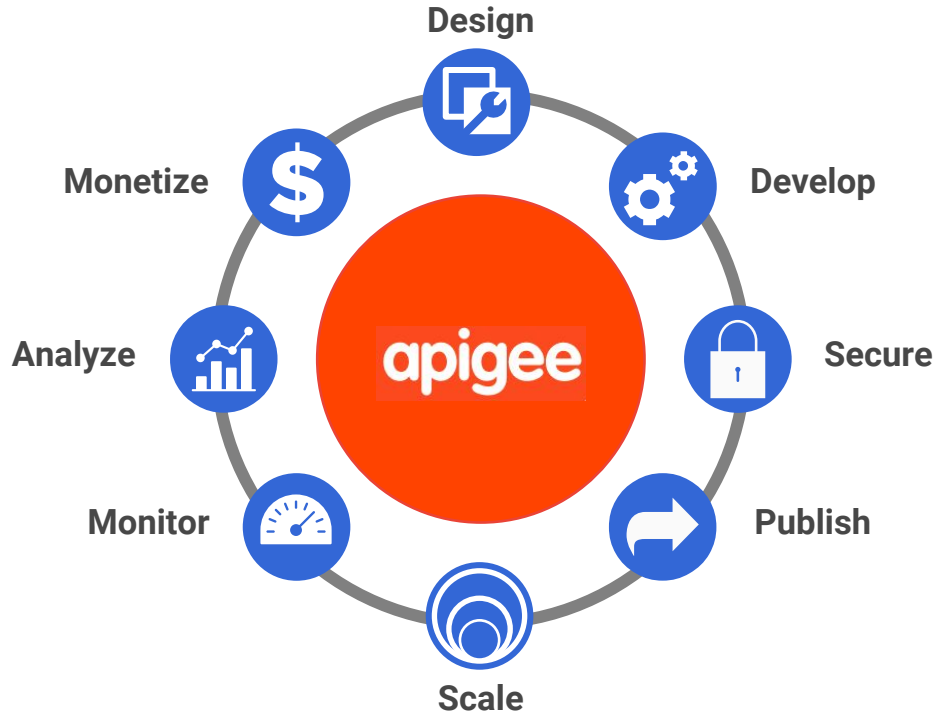 Design
Monetize
Develop
apigee
Analyze
Secure
Monitor
Publish
Scale